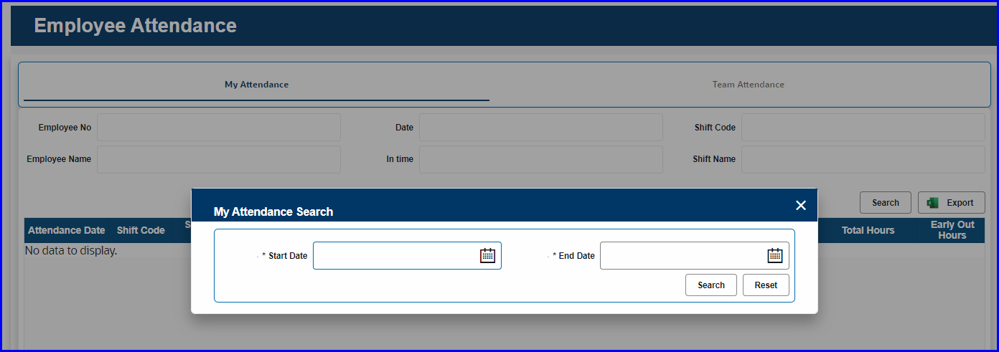 Employee Attendance
My Attendance Team Attendance
Employee No Date Shift Code
Employee Name In time Shift Name
Search Export
My Attendance Search
Attendance Date Shift Code S Total Hours Early Out Hours
No data to display.
* Start Date * End Date
Search Reset